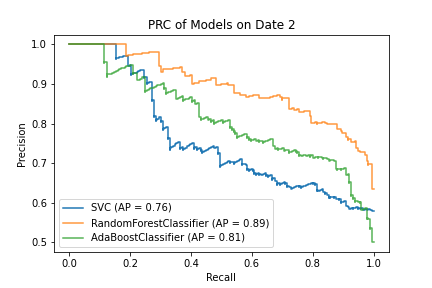 PRC of Models on Date 2
Precision
1.0
0.9
0.8
0.7
0.6
0.5
SVC (AP = 0.76)
RandomForestClassifier (AP = 0.89)
AdaBoostClassifier (AP = 0.81)
0.0 0.2 0.4 0.6 0.8 1.0
Recall